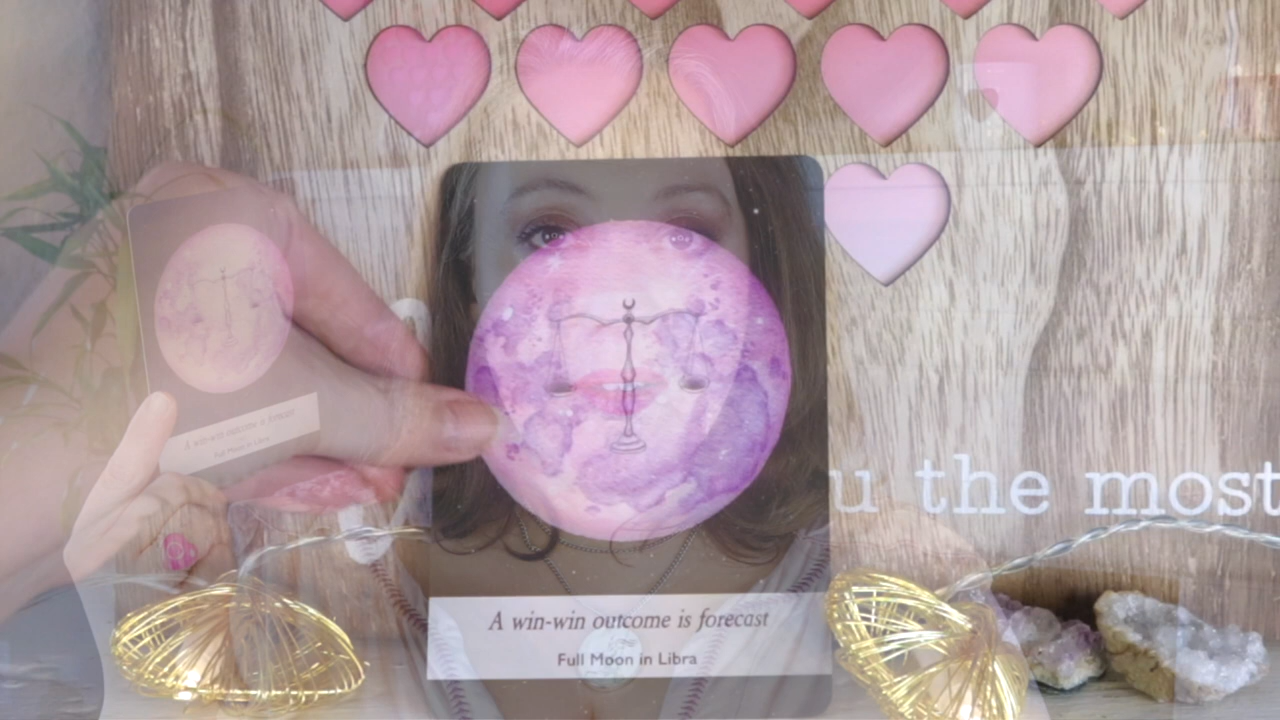 u the most
A win-win outcome is forecast
Full Moon in Libra
A win-win outcome is forecast
Full Moon in Libra